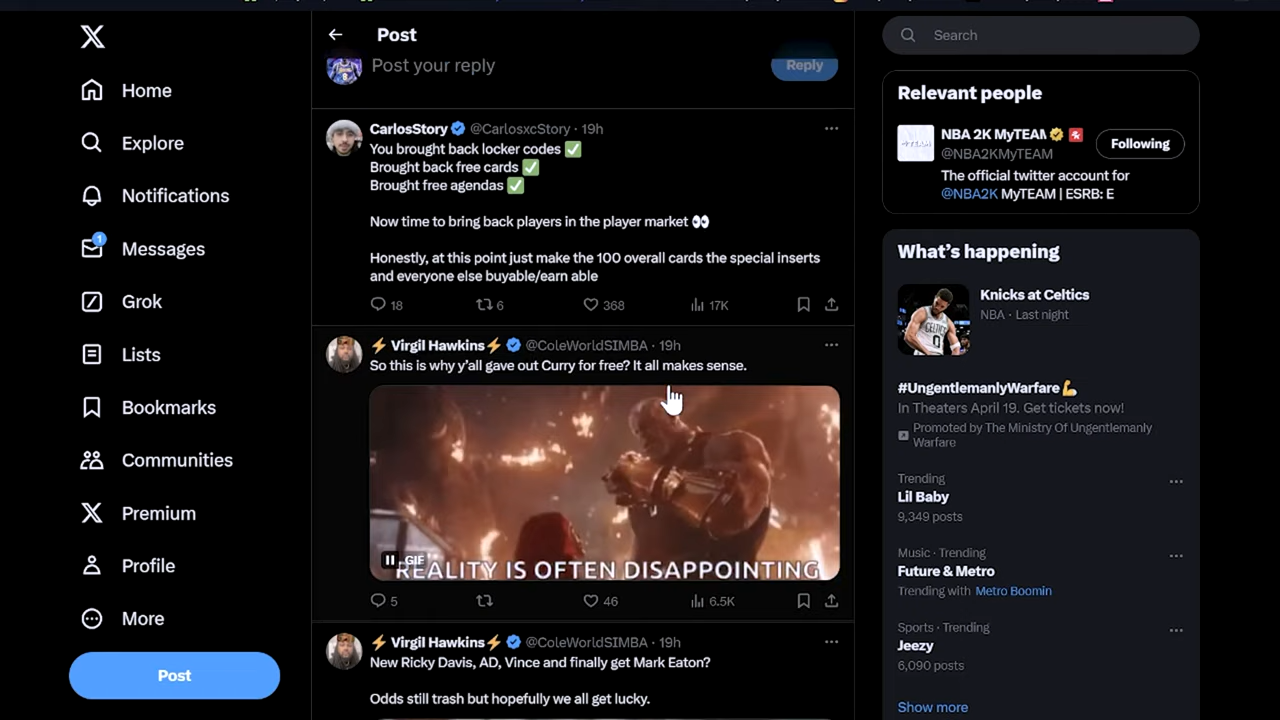 Home
Explore
Notifications
1
Messages
Grok
Lists
Bookmarks
Communities
Premium
Profile
More
Post
Post
Post your reply
Reply
CarlosStory @CarlosxcStory · 19h
You brought back locker codes ✅
Brought back free cards ✅
Brought free agendas ✅
Now time to bring back players in the player market 👀
Honestly, at this point just make the 100 overall cards the special inserts
and everyone else buyable/earn able
18 6 368 17K
⚡ Virgil Hawkins⚡ @ColeWorldSIMBA · 19h
So this is why y’all gave out Curry for free? It all makes sense.
GIF
REALITY IS OFTEN DISAPPOINTING
5 46 6.5K
⚡ Virgil Hawkins⚡ @ColeWorldSIMBA · 19h
New Ricky Davis, AD, Vince and finally get Mark Eaton?
Odds still trash but hopefully we all get lucky.
Search
Relevant people
NBA 2K MyTEAM
@NBA2KMyTEAM
Following
The official twitter account for
@NBA2K MyTEAM | ESRB: E
What’s happening
Knicks at Celtics
NBA · Last night
#UngentlemanlyWarfare💪
In Theaters April 19. Get tickets now!
Promoted by The Ministry Of Ungentlemanly
Warfare
Trending
Lil Baby
9,349 posts
Music · Trending
Future & Metro
Trending with Metro Boomin
Sports · Trending
Jeezy
6,090 posts
Show more